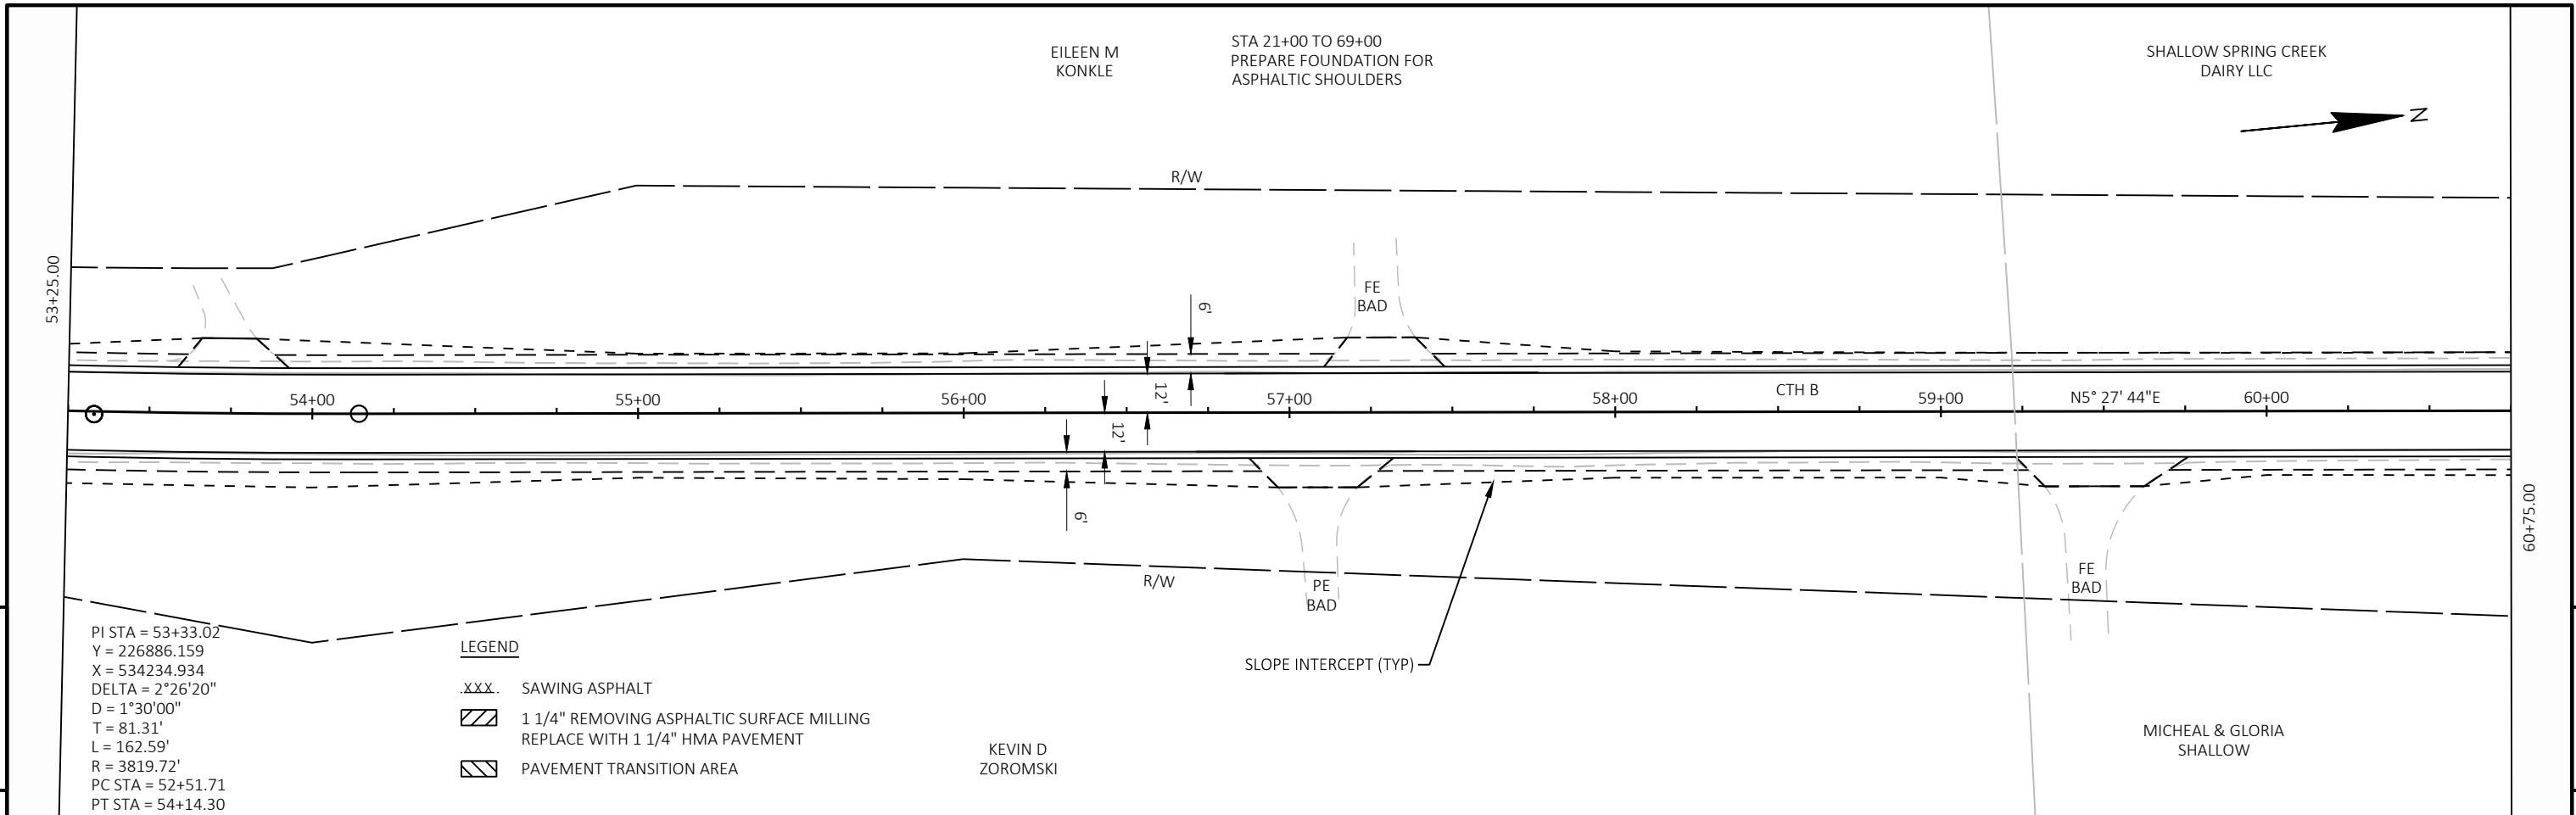 EILEEN M
KONKLE
STA 21+00 TO 69+00
PREPARE FOUNDATION FOR
ASPHALTIC SHOULDERS
SHALLOW SPRING CREEK
DAIRY LLC
N
R/W
53+25.00
FE
BAD
6'
12'
54+00
55+00
56+00
57+00
58+00
CTH B
59+00
N5° 27' 44"E
60+00
12'
6'
60+75.00
R/W
PE
BAD
FE
BAD
SLOPE INTERCEPT (TYP)
PI STA = 53+33.02
Y = 226886.159
X = 534234.934
DELTA = 2°26'20"
D = 1°30'00"
T = 81.31'
L = 162.59'
R = 3819.72'
PC STA = 52+51.71
PT STA = 54+14.30
LEGEND
XXX SAWING ASPHALT
1 1/4" REMOVING ASPHALTIC SURFACE MILLING
REPLACE WITH 1 1/4" HMA PAVEMENT
PAVEMENT TRANSITION AREA
KEVIN D
ZOROMSKI
MICHEAL & GLORIA
SHALLOW